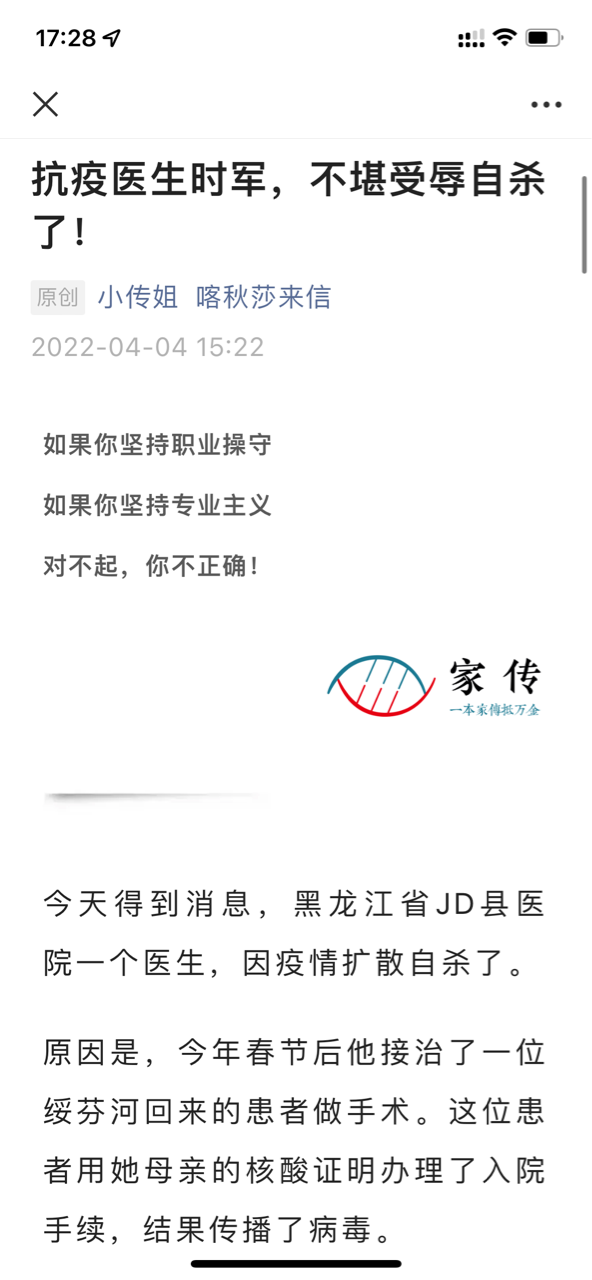 17:28
抗疫医生时军，不堪受辱自杀
了！
原创 小传姐 喀秋莎来信
2022-04-04 15:22
如果你坚持职业操守
如果你坚持专业主义
对不起，你不正确！
家传
一本家传抵万金
今天得到消息，黑龙江省JD县医
院一个医生，因疫情扩散自杀了。
原因是，今年春节后他接治了一位
绥芬河回来的患者做手术。这位患
者用她母亲的核酸证明办理了入院
手续，结果传播了病毒。